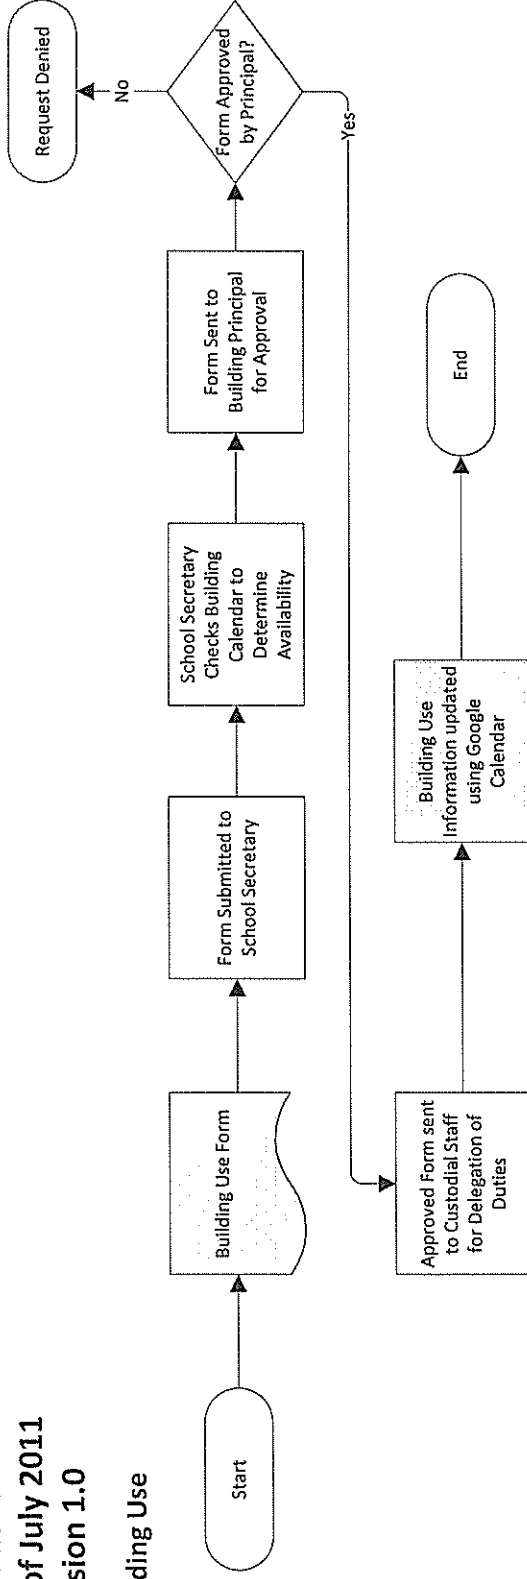 of July 2011
sion 1.0
ding Use
Start
Building Use Form
Form Submitted to
School Secretary
School Secretary
Checks Building
Calendar to
Determine
Availability
Form Sent to
Building Principal
for Approval
Form Approved
by Principal?
No
Request Denied
Yes
Approved Form sent
to Custodial Staff
for Delegation of
Duties
Building Use
Information updated
using Google
Calendar
End